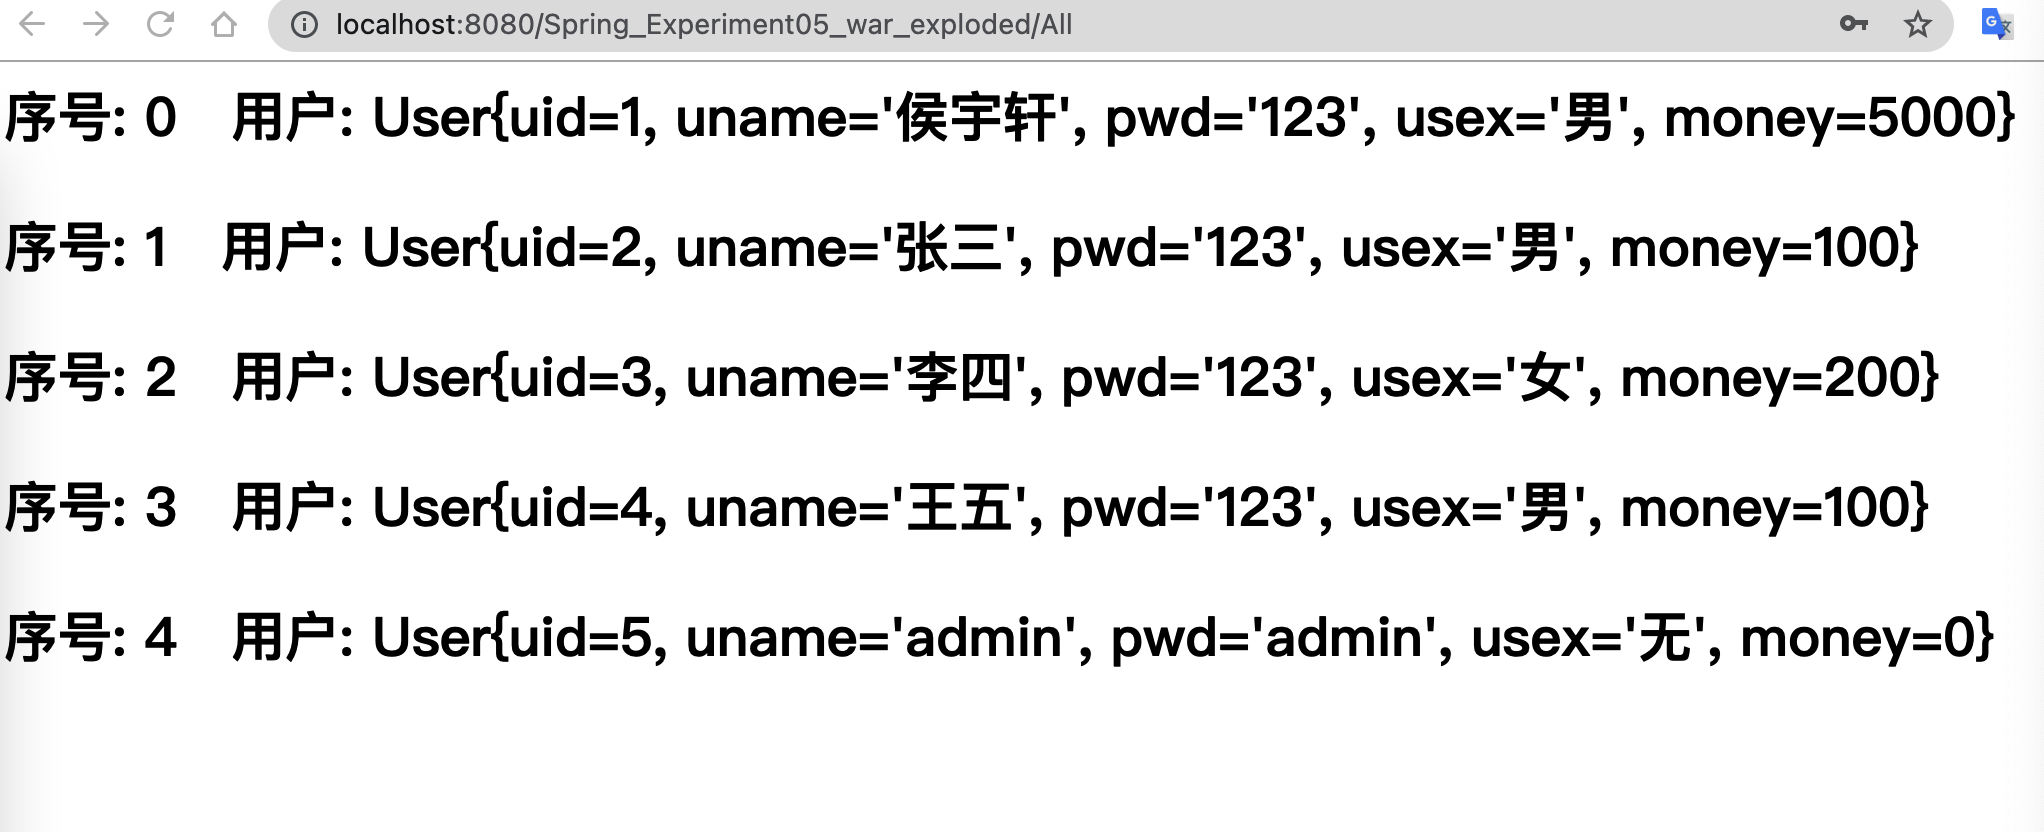 localhost:8080/Spring_Experiment05_war_exploded/All
序号: 0 用户: User{uid=1, uname='侯宇轩', pwd='123', usex='男', money=5000}
序号: 1 用户: User{uid=2, uname='张三', pwd='123', usex='男', money=100}
序号: 2 用户: User{uid=3, uname='李四', pwd='123', usex='女', money=200}
序号: 3 用户: User{uid=4, uname='王五', pwd='123', usex='男', money=100}
序号: 4 用户: User{uid=5, uname='admin', pwd='admin', usex='无', money=0}